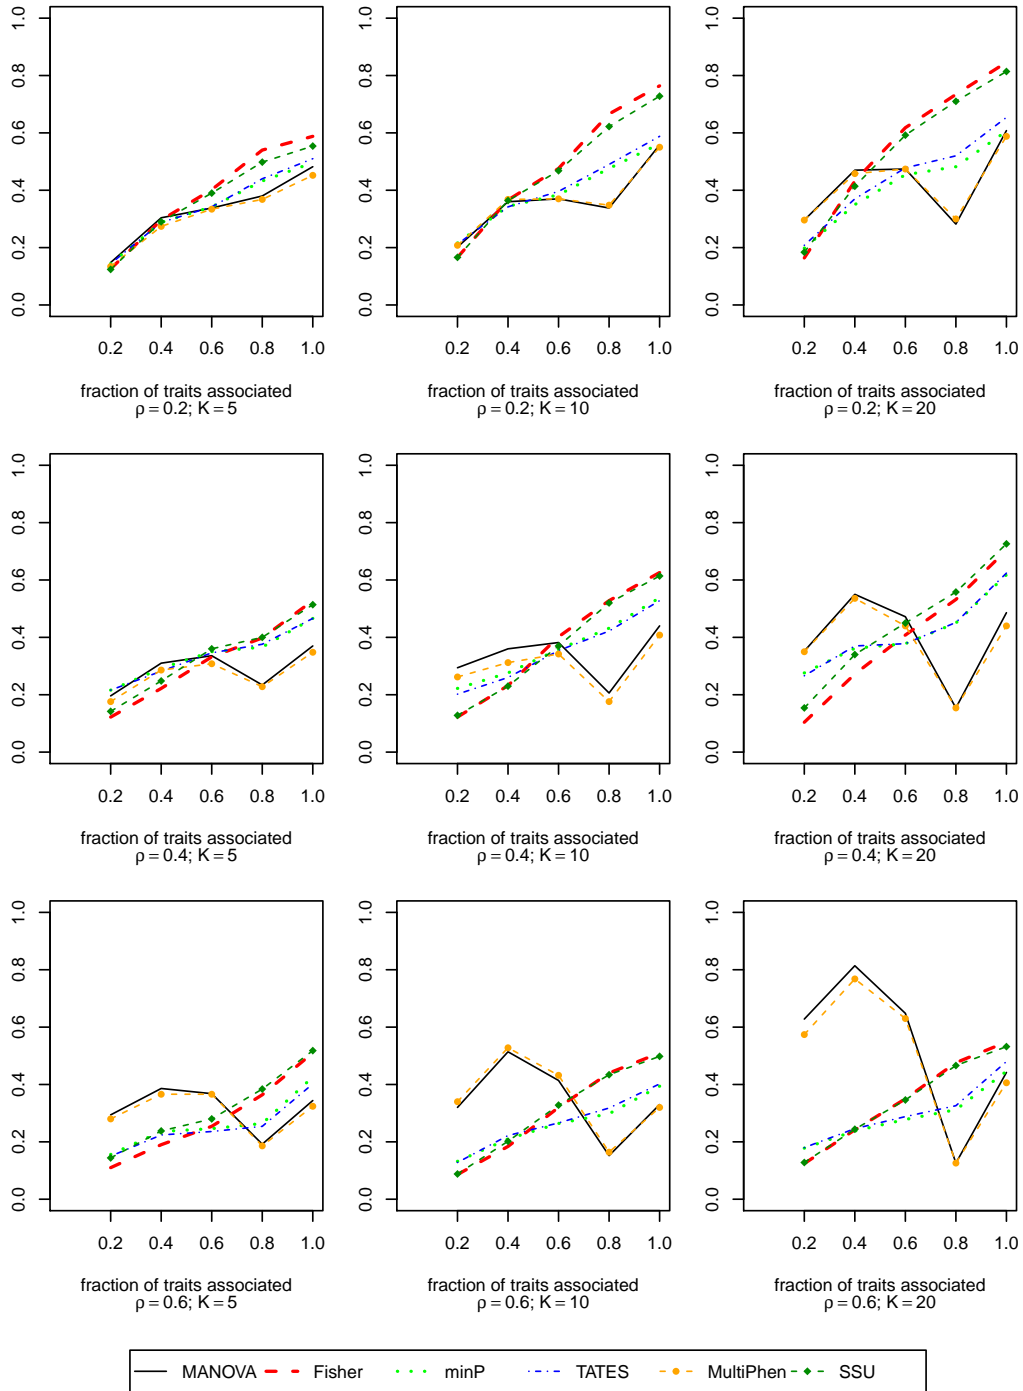 0.0 0.2 0.4 0.6 0.8 1.0
0.2 0.4 0.6 0.8 1.0
fraction of traits associated
ρ = 0.2; K = 5
0.0 0.2 0.4 0.6 0.8 1.0
0.2 0.4 0.6 0.8 1.0
fraction of traits associated
ρ = 0.2; K = 10
0.0 0.2 0.4 0.6 0.8 1.0
0.2 0.4 0.6 0.8 1.0
fraction of traits associated
ρ = 0.2; K = 20
0.0 0.2 0.4 0.6 0.8 1.0
0.2 0.4 0.6 0.8 1.0
fraction of traits associated
ρ = 0.4; K = 5
0.0 0.2 0.4 0.6 0.8 1.0
0.2 0.4 0.6 0.8 1.0
fraction of traits associated
ρ = 0.4; K = 10
0.0 0.2 0.4 0.6 0.8 1.0
0.2 0.4 0.6 0.8 1.0
fraction of traits associated
ρ = 0.4; K = 20
0.0 0.2 0.4 0.6 0.8 1.0
0.2 0.4 0.6 0.8 1.0
fraction of traits associated
ρ = 0.6; K = 5
0.0 0.2 0.4 0.6 0.8 1.0
0.2 0.4 0.6 0.8 1.0
fraction of traits associated
ρ = 0.6; K = 10
0.0 0.2 0.4 0.6 0.8 1.0
0.2 0.4 0.6 0.8 1.0
fraction of traits associated
ρ = 0.6; K = 20
MANOVA Fisher minP TATES MultiPhen SSU